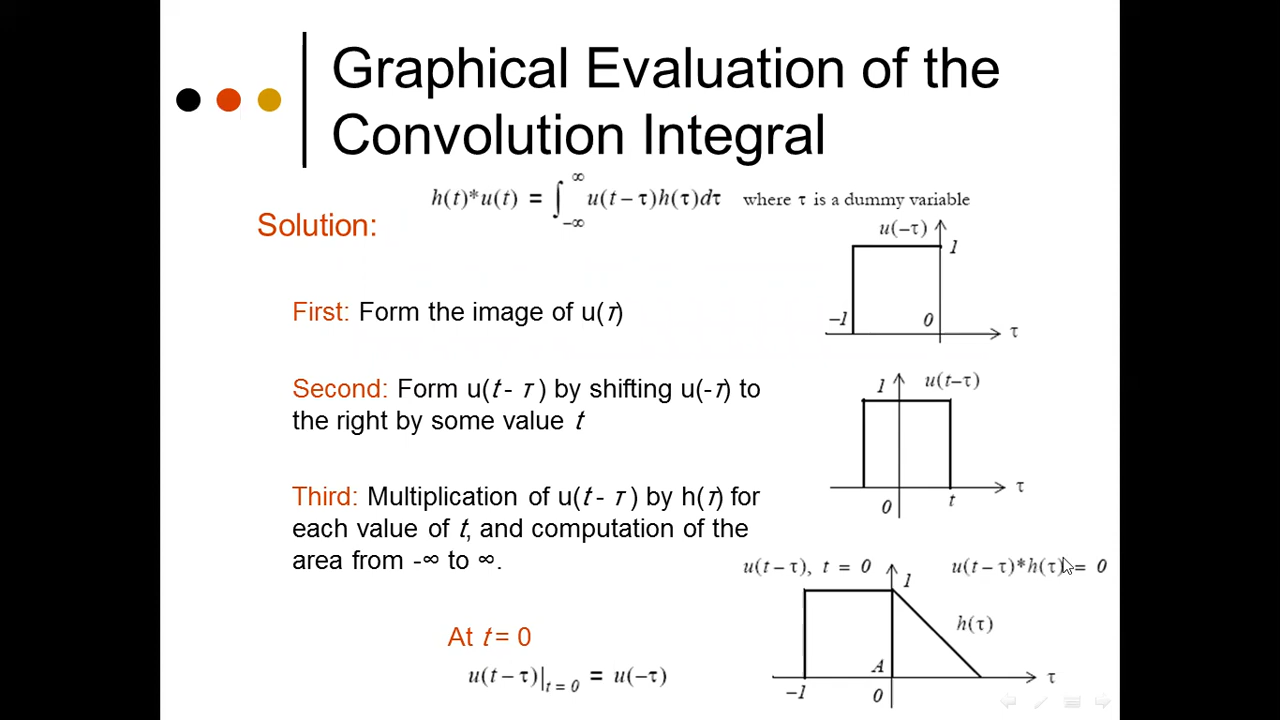 Graphical Evaluation of the
Convolution Integral
h(t)*u(t) = ∫_{-∞}^{∞} u(t – τ)h(τ)dτ where τ is a dummy variable
Solution:
u(–τ)
1
–1
0
τ
First: Form the image of u(τ)
Second: Form u(t - τ ) by shifting u(-τ) to
the right by some value t
1
u(t–τ)
0
t
τ
Third: Multiplication of u(t - τ ) by h(τ) for
each value of t, and computation of the
area from -∞ to ∞.
u(t – τ), t = 0
1
u(t – τ)*h(τ) = 0
h(τ)
A
–1
0
τ
At t = 0
u(t – τ)|_{t = 0} = u(–τ)